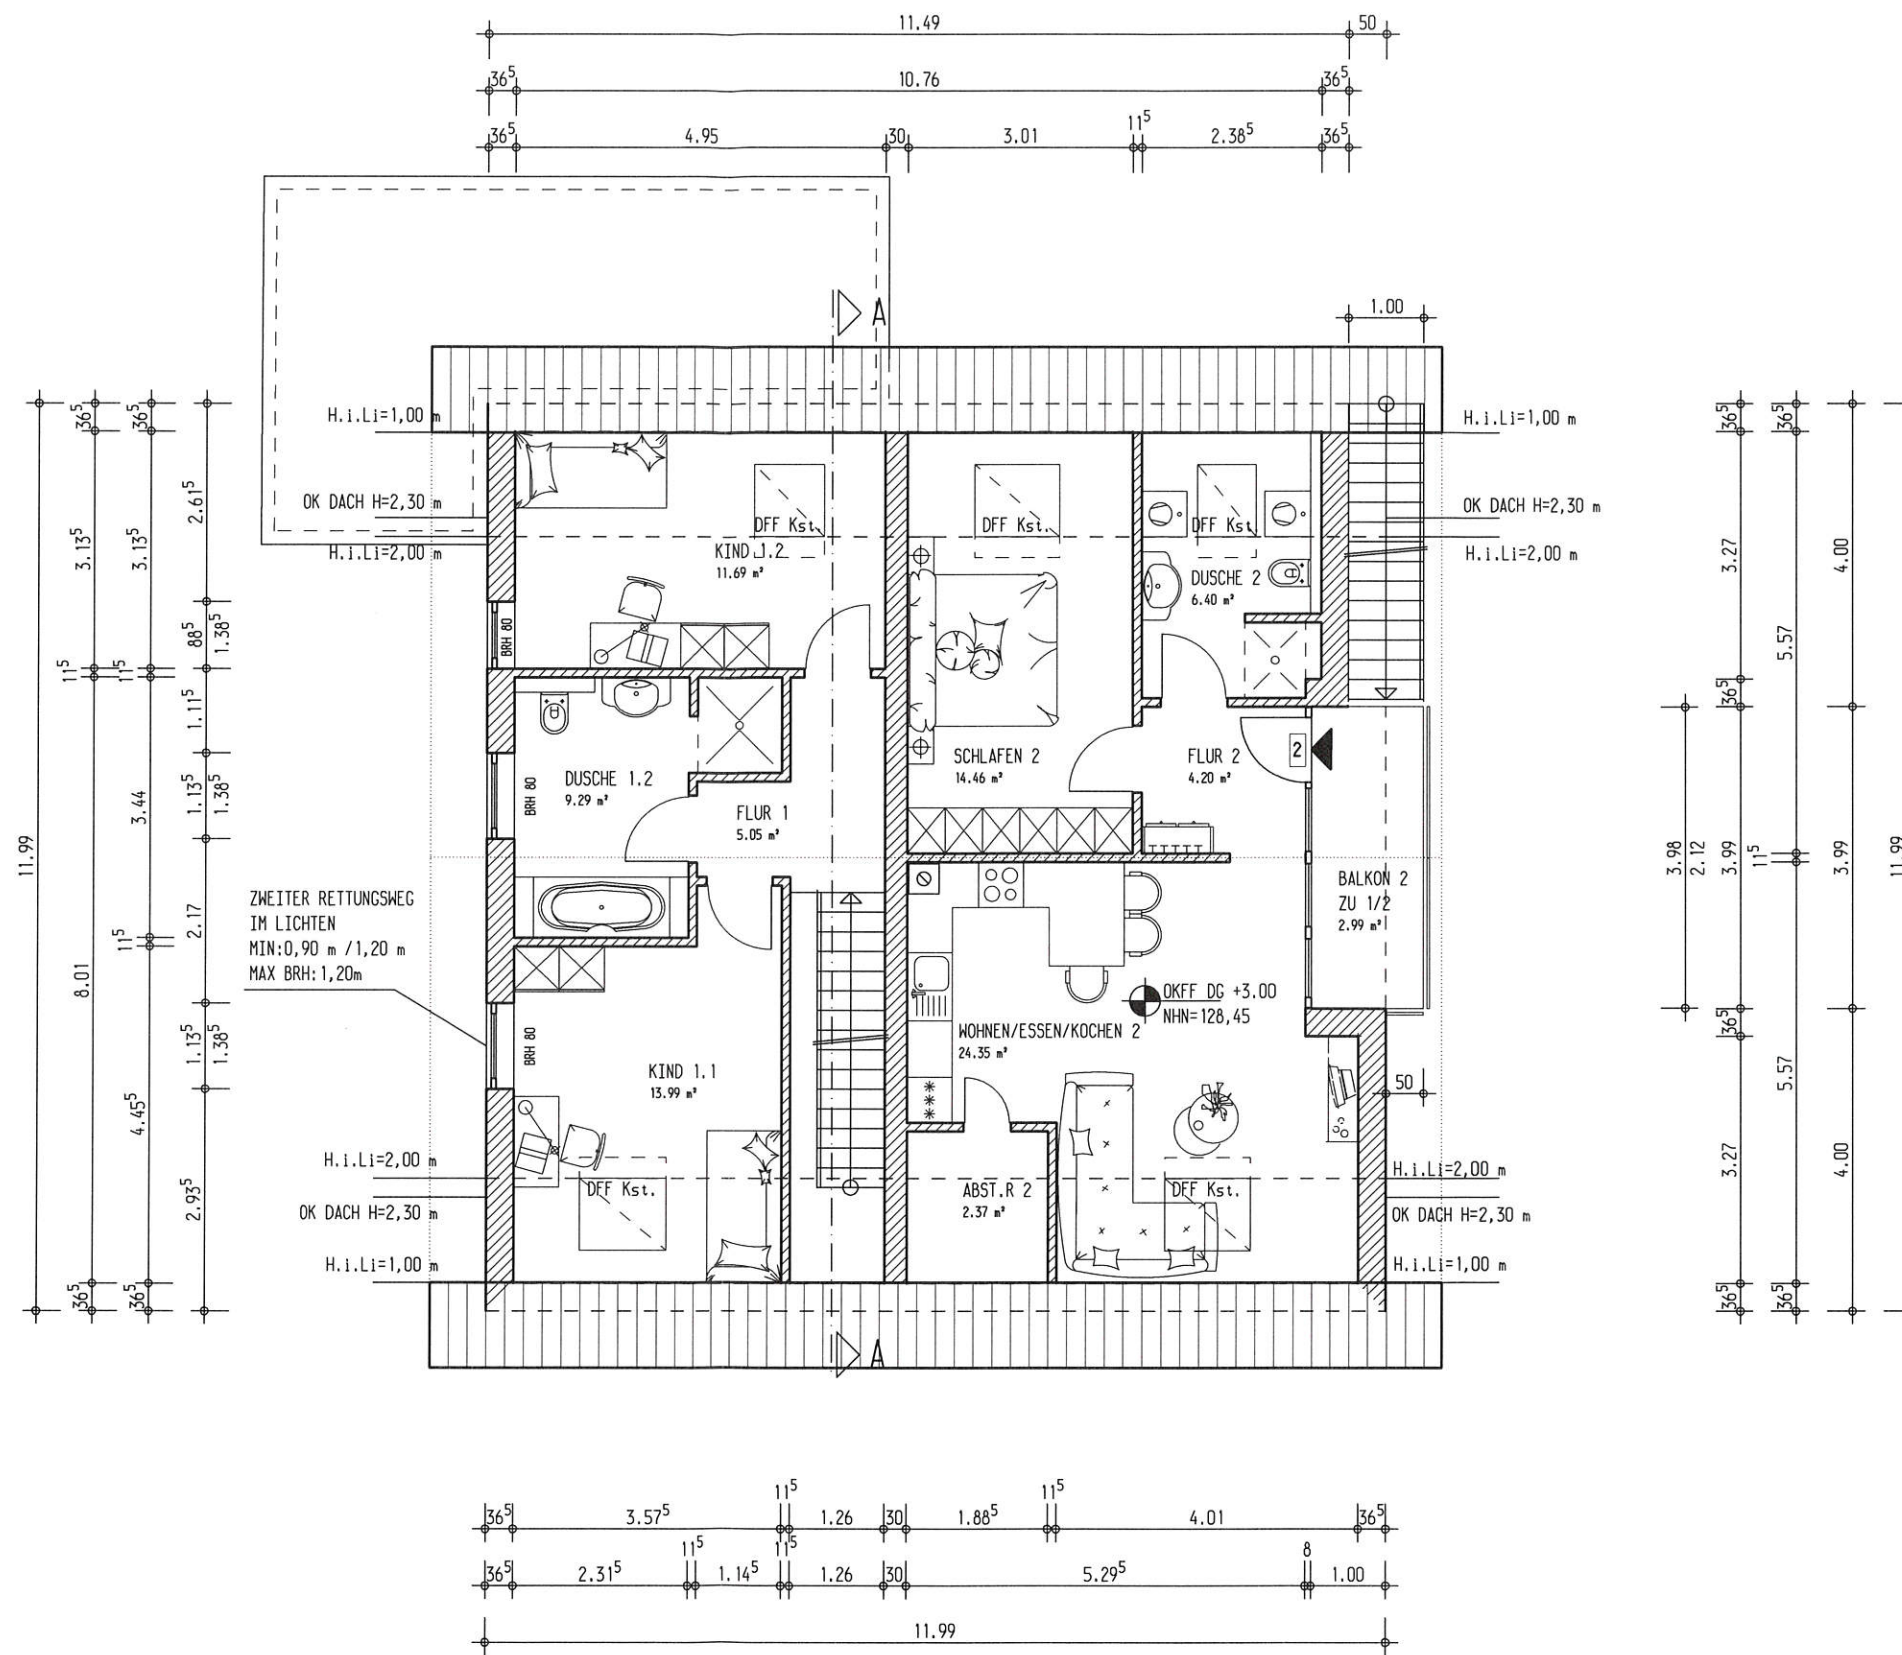 11.49
50
36⁵
10.76
36⁵
36⁵
4.95
30
3.01
11⁵
2.38⁵
36⁵
A
1.00
H.i.Li=1,00 m
H.i.Li=1,00 m
OK DACH H=2,30 m
OK DACH H=2,30 m
H.i.Li=2,00 m
H.i.Li=2,00 m
DFF Kst.
DFF Kst.
DFF Kst.
KIND 1.2
11.69 m²
DUSCHE 2
6.40 m²
BRH 80
SCHLAFEN 2
14.46 m²
FLUR 2
4.20 m²
2
DUSCHE 1.2
9.29 m²
BRH 80
FLUR 1
5.05 m²
BALKON 2
ZU 1/2
2.99 m²
ZWEITER RETTUNGSWEG
IM LICHTEN
MIN:0,90 m /1,20 m
MAX BRH: 1,20m
OKFF DG +3.00
NHN=128,45
WOHNEN/ESSEN/KOCHEN 2
24.35 m²
BRH 80
KIND 1.1
13.99 m²
50
H.i.Li=2,00 m
H.i.Li=2,00 m
DFF Kst.
ABST.R 2
2.37 m²
DFF Kst.
OK DACH H=2,30 m
OK DACH H=2,30 m
H.i.Li=1,00 m
H.i.Li=1,00 m
A
11.99
36⁵
3.13⁵
11⁵
8.01
36⁵
36⁵
3.13⁵
11⁵
3.44
11⁵
4.45⁵
36⁵
2.61⁵
88⁵
1.38⁵
1.11⁵
1.13⁵
1.38⁵
2.17
1.13⁵
1.38⁵
2.93⁵
3.98
2.12
36⁵
3.27
36⁵
3.99
36⁵
3.27
36⁵
36⁵
5.57
11⁵
5.57
36⁵
4.00
3.99
4.00
11.99
36⁵
3.57⁵
11⁵
1.26
30
1.88⁵
11⁵
4.01
36⁵
36⁵
2.31⁵
11⁵
1.14⁵
11⁵
1.26
30
5.29⁵
8
1.00
11.99